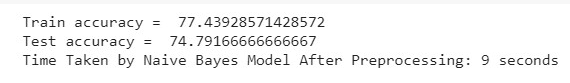 Train accuracy =  77.43928571428572
Test accuracy =  74.79166666666667
Time Taken by Naive Bayes Model After Preprocessing: 9 seconds